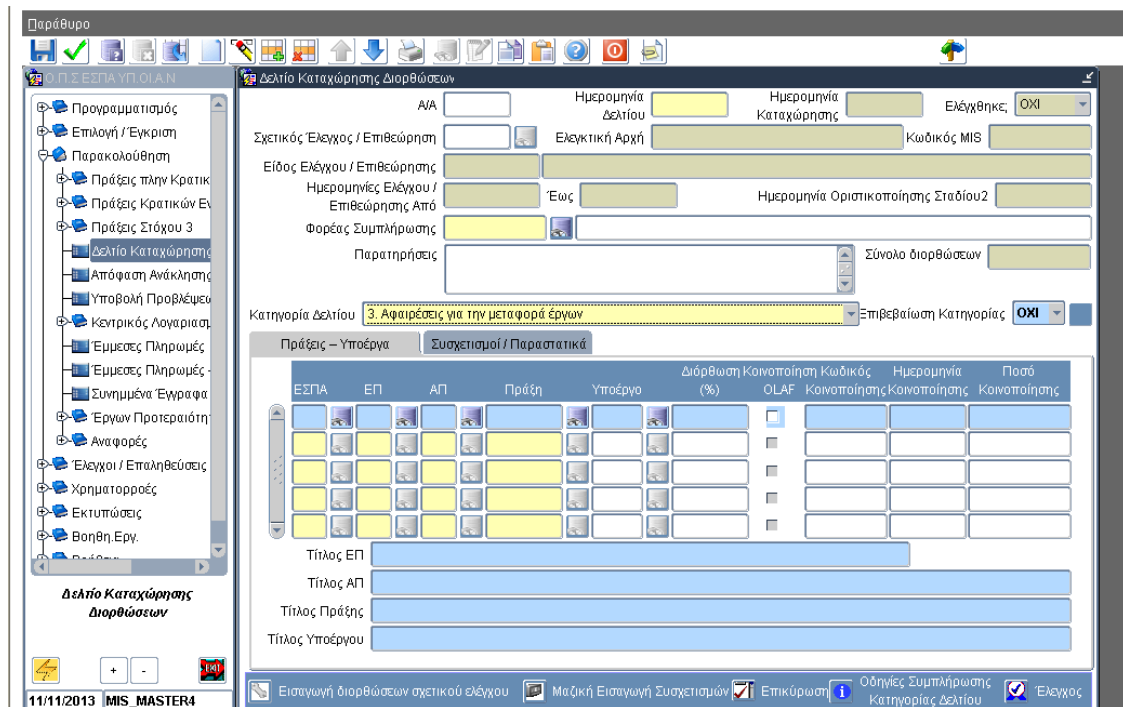 Παράθυρο
Ο.Π.Σ ΕΣΠΑ ΥΠ.ΟΙ.Α.Ν
Προγραμματισμός
Επιλογή / Έγκριση
Παρακολούθηση
Πράξεις πλην Κρατικ
Πράξεις Κρατικών Εν
Πράξεις Στόχου 3
Δελτίο Καταχώρησης
Απόφαση Ανάκλησης
Υποβολή Προβλέψεω
Κεντρικός Λογαριασμ
Έμμεσες Πληρωμές
Έμμεσες Πληρωμές -
Συνημμένα Έγγραφα
Έργων Προτεραιότη
Αναφορές
Έλεγχοι / Επαληθεύσεις
Χρηματορροές
Εκτυπώσεις
Βοηθη.Εργ.
Δελτίο Καταχώρησης
Διορθώσεων
+ -
EXIT
11/11/2013 MIS_MASTER4
Δελτίο Καταχώρησης Διορθώσεων
Α/Α Ημερομηνία Δελτίου Ημερομηνία Καταχώρησης Ελέγχθηκε; ΟΧΙ
Σχετικός Έλεγχος / Επιθεώρηση Ελεγκτική Αρχή Κωδικός MIS
Είδος Ελέγχου / Επιθεώρησης
Ημερομηνίες Ελέγχου / Επιθεώρησης Από Έως Ημερομηνία Οριστικοποίησης Σταδίου2
Φορέας Συμπλήρωσης
Παρατηρήσεις Σύνολο διορθώσεων
Κατηγορία Δελτίου 3. Αφαιρέσεις για την μεταφορά έργων Επιβεβαίωση Κατηγορίας ΟΧΙ
Πράξεις – Υποέργα Συσχετισμοί / Παραστατικά
ΕΣΠΑ ΕΠ ΑΠ Πράξη Υποέργο Διόρθωση (%) Κοινοποίηση OLAF Κωδικός Κοινοποίησης Ημερομηνία Κοινοποίησης Ποσό Κοινοποίησης
Τίτλος ΕΠ
Τίτλος ΑΠ
Τίτλος Πράξης
Τίτλος Υποέργου
Εισαγωγή διορθώσεων σχετικού ελέγχου Μαζική Εισαγωγή Συσχετισμών Επικύρωση Οδηγίες Συμπλήρωσης Κατηγορίας Δελτίου Έλεγχος